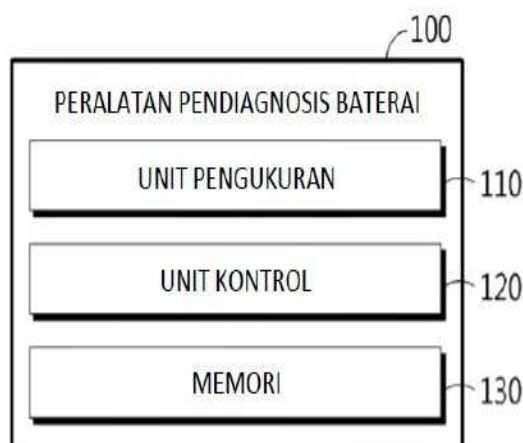 100
PERALATAN PENDIAGNOSIS BATERAI
UNIT PENGUKURAN
110
UNIT KONTROL
120
MEMORI
130